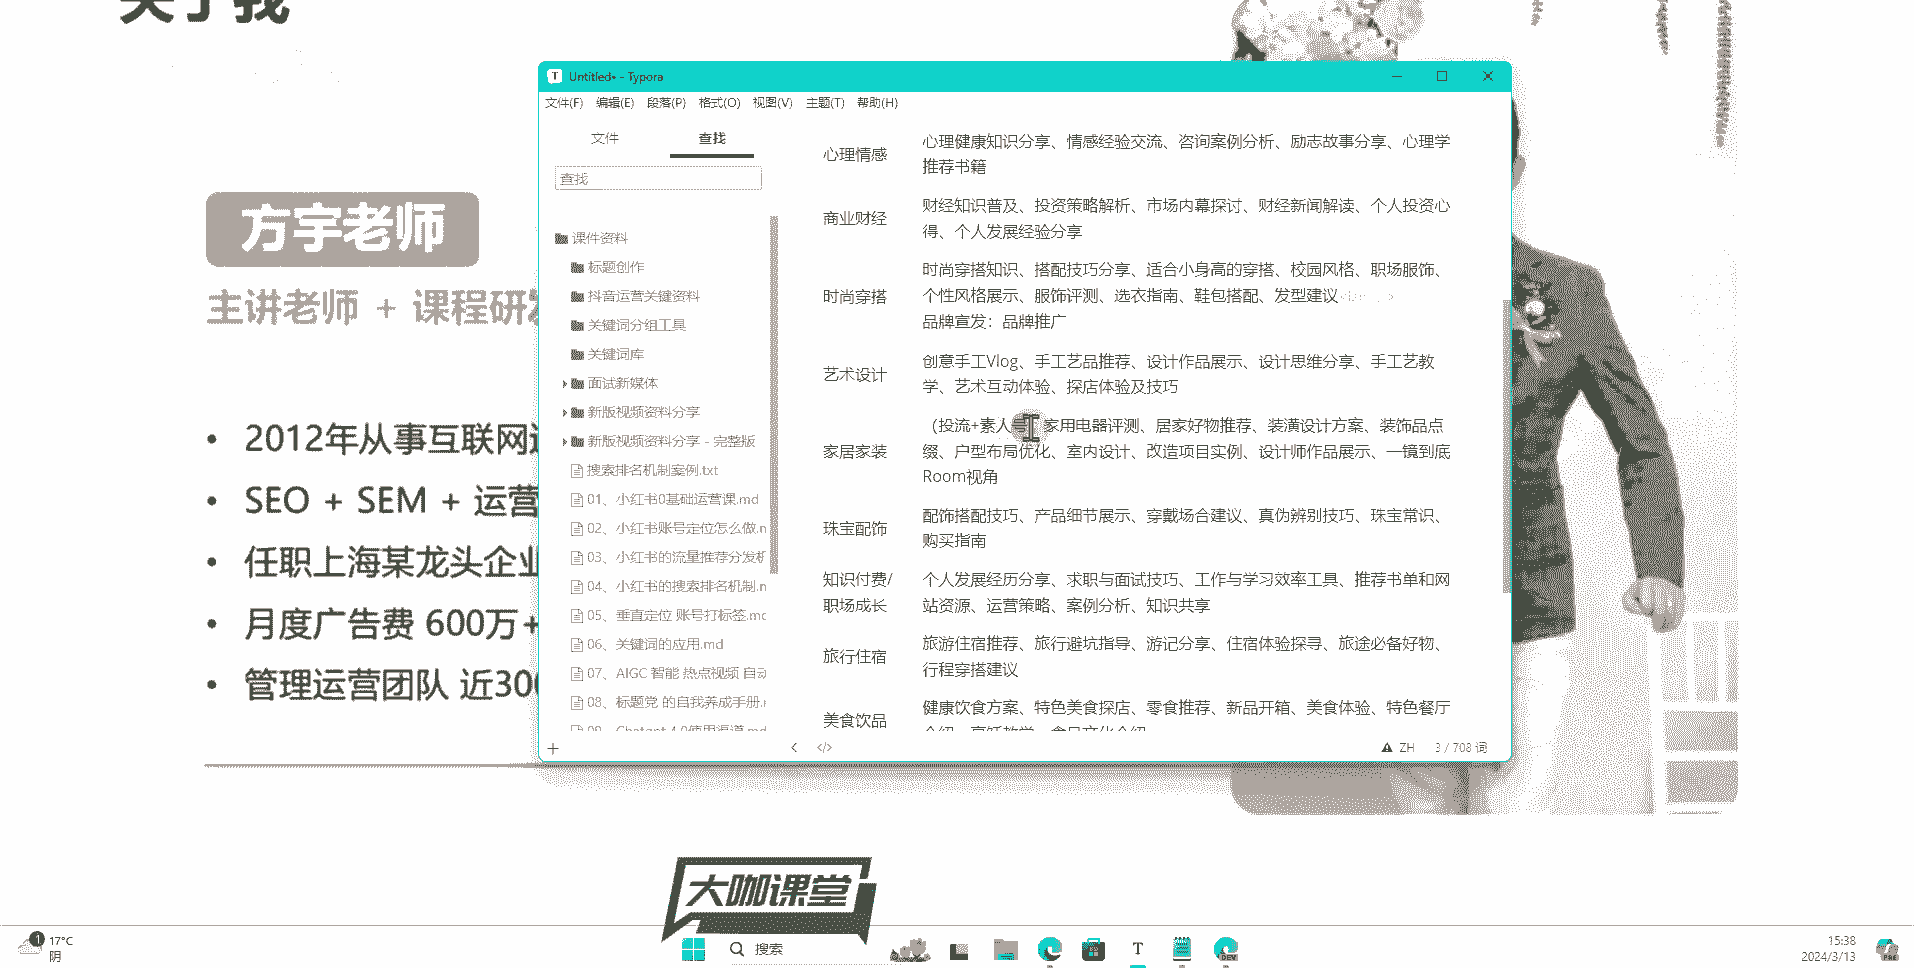 关于我
方宇老师
主讲老师 + 课程研发
• 2012年从事互联网
• SEO + SEM + 运营
• 任职上海某龙头企业
• 月度广告费 600万+
• 管理运营团队 近300
Untitled• - Typora
文件(F) 编辑(E) 段落(P) 格式(O) 视图(V) 主题(T) 帮助(H)
文件 查找
查找
课件资料
标题创作
抖音运营关键资料
关键词分组工具
关键词库
面试新媒体
新版视频资料分享
新版视频资料分享 - 完整版
搜索排名机制案例.txt
01、小红书0基础运营课.md
02、小红书账号定位怎么做.m
03、小红书的流量推荐分发机
04、小红书的搜索排名机制.m
05、垂直定位 账号打标签.md
06、关键词的应用.md
07、AIGC 智能 热点视频 自动
08、标题党 的自我养成手册.m
09、Chatgpt 4.0使用渠道.md
心理情感
心理健康知识分享、情感经验交流、咨询案例分析、励志故事分享、心理学
推荐书籍
商业财经
财经知识普及、投资策略解析、市场内幕探讨、财经新闻解读、个人投资心
得、个人发展经验分享
时尚穿搭
时尚穿搭知识、搭配技巧分享、适合小身高的穿搭、校园风格、职场服饰、
个性风格展示、服饰评测、选衣指南、鞋包搭配、发型建议
品牌宣发：品牌推广
艺术设计
创意手工Vlog、手工艺品推荐、设计作品展示、设计思维分享、手工艺教
学、艺术互动体验、探店体验及技巧
家居家装
（投流+素人 家用电器评测、居家好物推荐、装潢设计方案、装饰品点
缀、户型布局优化、室内设计、改造项目实例、设计师作品展示、一镜到底
Room视角
珠宝配饰
配饰搭配技巧、产品细节展示、穿戴场合建议、真伪辨别技巧、珠宝常识、
购买指南
知识付费/
职场成长
个人发展经历分享、求职与面试技巧、工作与学习效率工具、推荐书单和网
站资源、运营策略、案例分析、知识共享
旅行住宿
旅游住宿推荐、旅行避坑指导、游记分享、住宿体验探寻、旅途必备好物、
行程穿搭建议
美食饮品
健康饮食方案、特色美食探店、零食推荐、新品开箱、美食体验、特色餐厅
介绍、烹饪教学、食品文化介绍
+ < </> ZH 3 / 708 词
大咖课堂
1 17°C
阴
搜索
DEV
15:38
2024/3/13
PRE